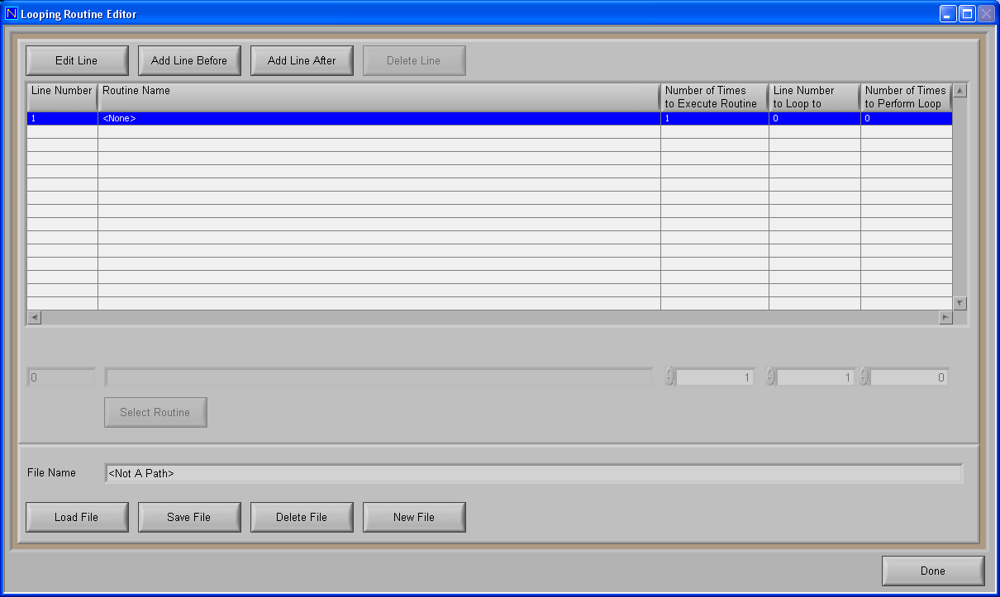 Looping Routine Editor
Edit Line
Add Line Before
Add Line After
Delete Line
Line Number
Routine Name
Number of Times
to Execute Routine
Line Number
to Loop to
Number of Times
to Perform Loop
1 <None> 1 0 0
0 1 1 0
Select Routine
File Name
<Not A Path>
Load File
Save File
Delete File
New File
Done